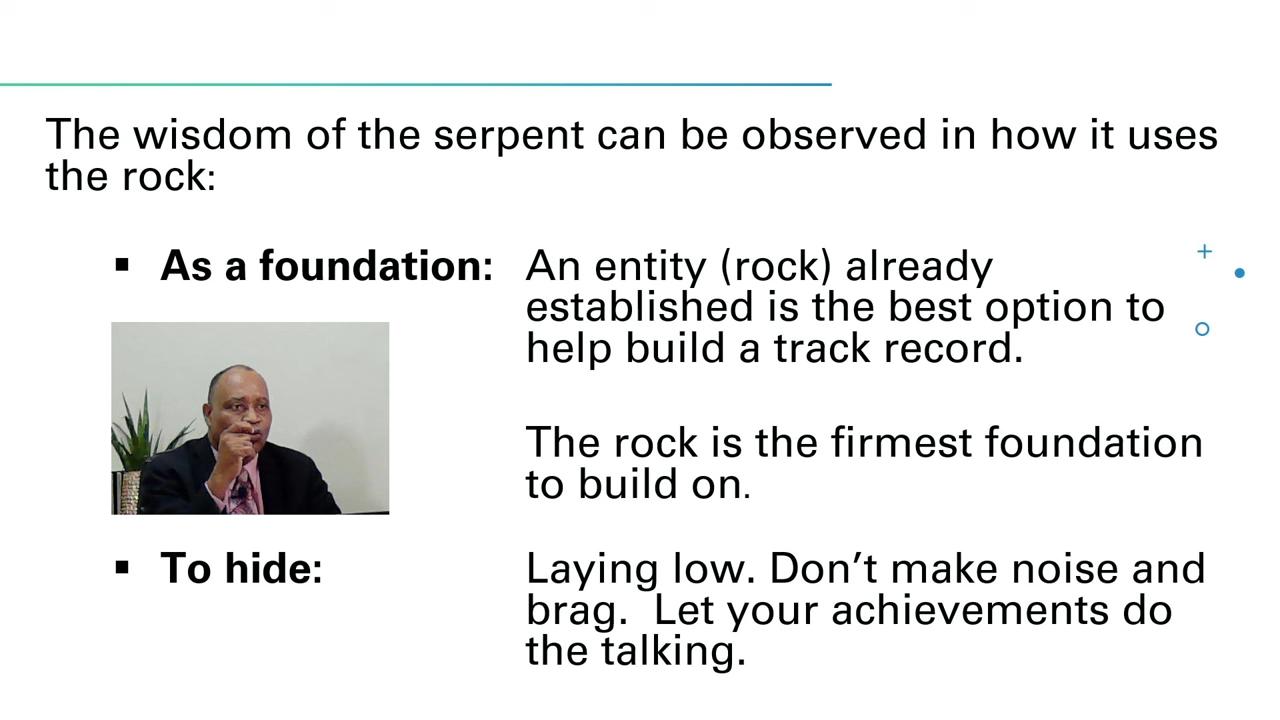 The wisdom of the serpent can be observed in how it uses
the rock:
▪ As a foundation: An entity (rock) already
established is the best option to
help build a track record.
The rock is the firmest foundation
to build on.
▪ To hide: Laying low. Don’t make noise and
brag.  Let your achievements do
the talking.